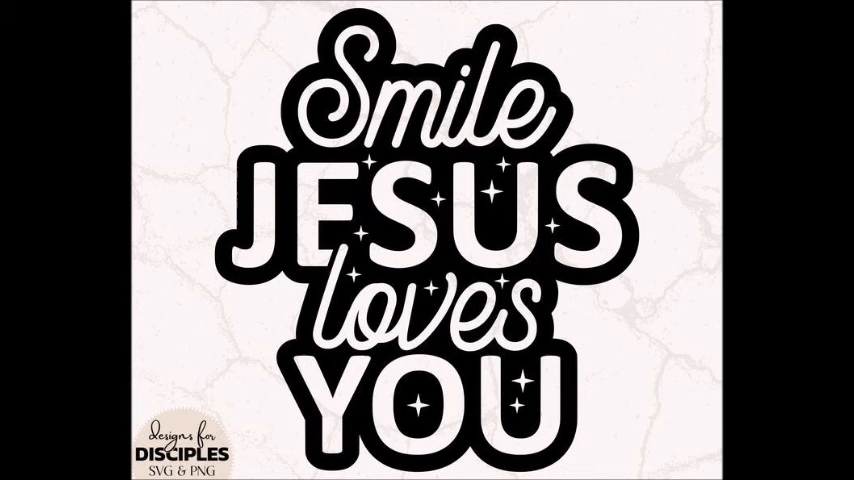 Smile
JESUS
loves
YOU
designs for
DISCIPLES
SVG & PNG